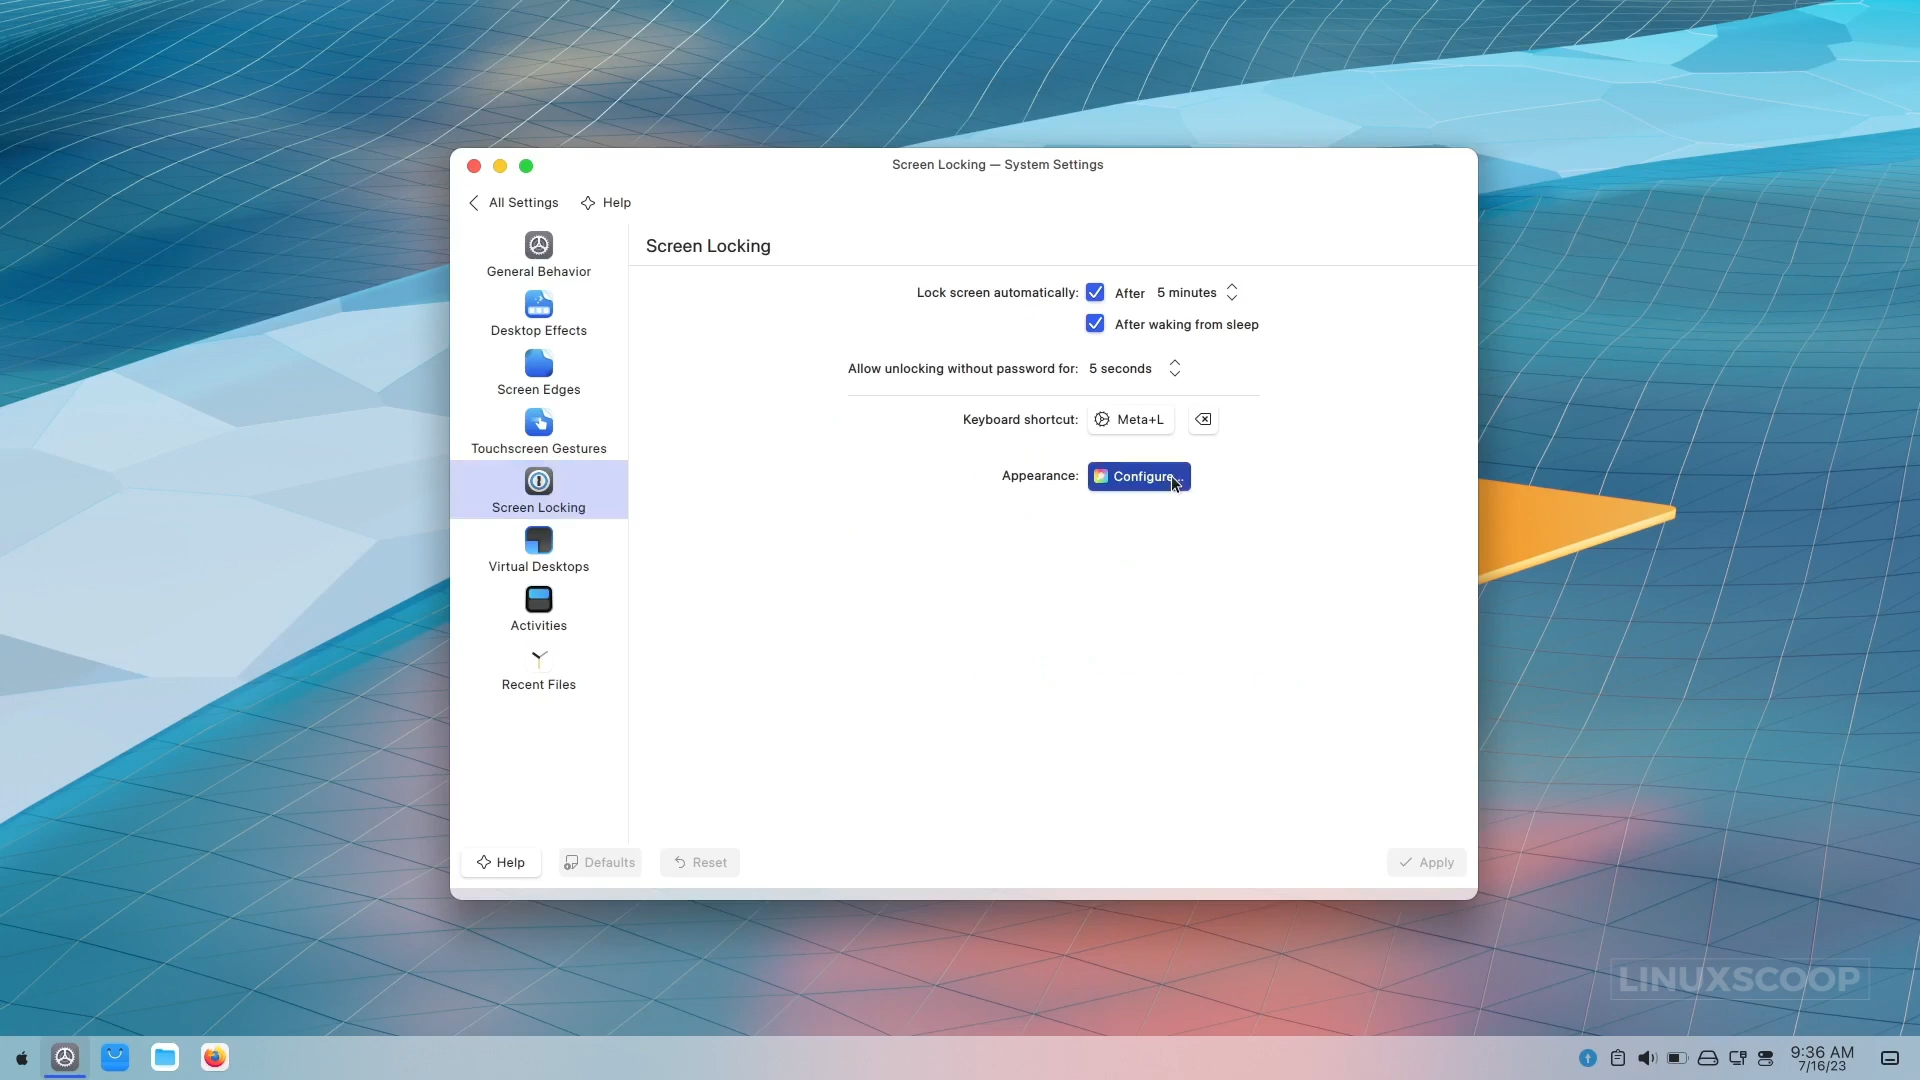 Screen Locking — System Settings
All Settings
Help
General Behavior
Desktop Effects
Screen Edges
Touchscreen Gestures
Screen Locking
Virtual Desktops
Activities
Recent Files
Screen Locking
Lock screen automatically: After 5 minutes
After waking from sleep
Allow unlocking without password for: 5 seconds
Keyboard shortcut: Meta+L
Appearance: Configure...
Help
Defaults
Reset
Apply
LINUXSCOOP
9:36 AM
7/16/23